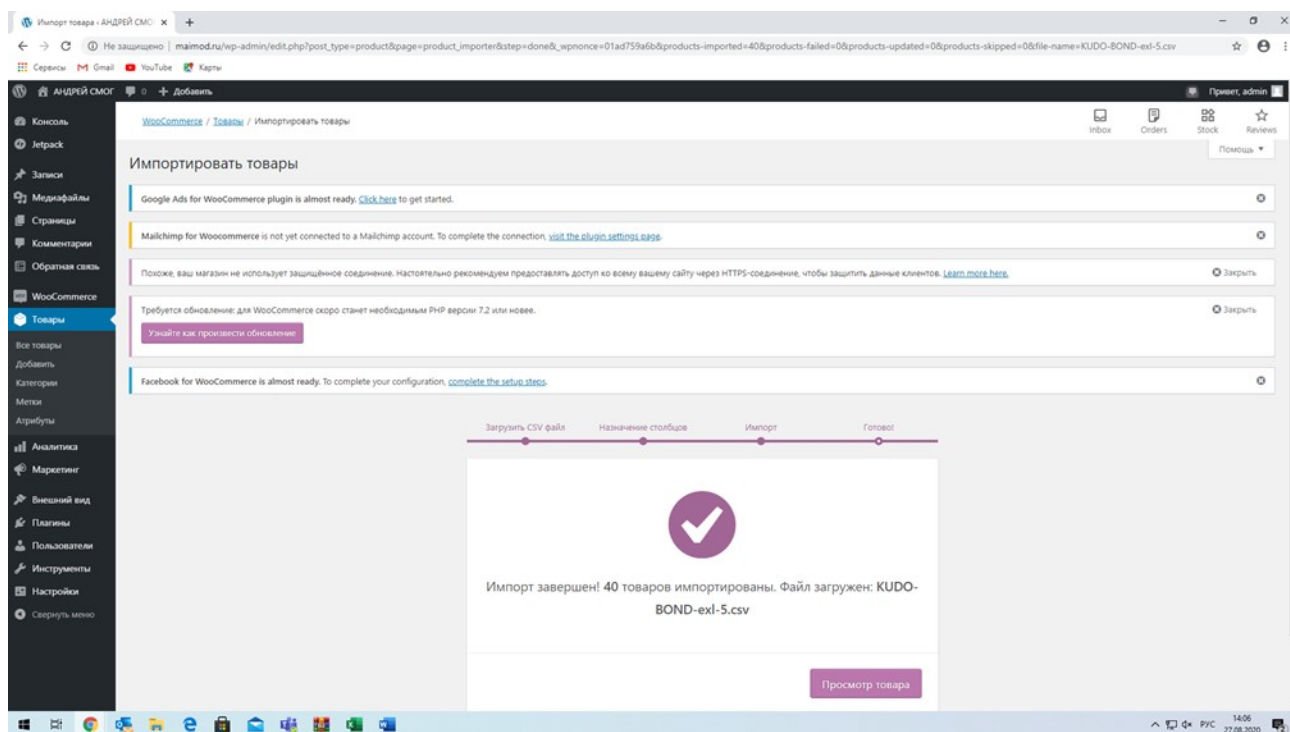 Импорт товара ‹ АНДРЕЙ СМОГ
Не защищено | maimod.ru/wp-admin/edit.php?post_type=product&page=product_importer&step=done&_wpnonce=01ad759a6b&products-imported=40&products-failed=0&products-updated=0&products-skipped=0&file-name=KUDO-BOND-exl-5.csv
Сервисы Gmail YouTube Карты
АНДРЕЙ СМОГ 0 + Добавить Привет, admin
Консоль
Jetpack
Записи
Медиафайлы
Страницы
Комментарии
Обратная связь
WooCommerce
Товары
Все товары
Добавить
Категории
Метки
Атрибуты
Аналитика
Маркетинг
Внешний вид
Плагины
Пользователи
Инструменты
Настройки
Свернуть меню
WooCommerce / Товары / Импортировать товары
Inbox Orders Stock Reviews
Помощь
Импортировать товары
Google Ads for WooCommerce plugin is almost ready. Click here to get started.
Mailchimp for Woocommerce is not yet connected to a Mailchimp account. To complete the connection, visit the plugin settings page.
Похоже, ваш магазин не использует защищённое соединение. Настоятельно рекомендуем предоставлять доступ ко всему вашему сайту через HTTPS-соединение, чтобы защитить данные клиентов. Learn more here. Закрыть
Требуется обновление: для WooCommerce скоро станет необходимым PHP версии 7.2 или новее. Закрыть
Узнайте как произвести обновление
Facebook for WooCommerce is almost ready. To complete your configuration, complete the setup steps.
Загрузить CSV файл Назначение столбцов Импорт Готово!
Импорт завершен! 40 товаров импортированы. Файл загружен: KUDO-
BOND-exl-5.csv
Просмотр товара
РУС 14:06
27.08.2020